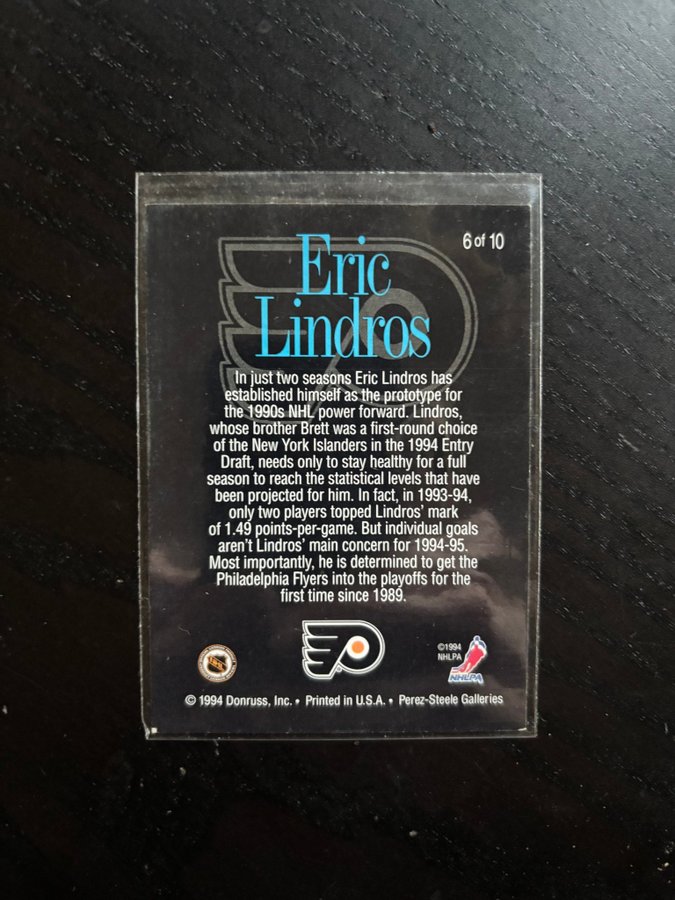 6 of 10
Eric
Lindros
In just two seasons Eric Lindros has
established himself as the prototype for
the 1990s NHL power forward. Lindros,
whose brother Brett was a first-round choice
of the New York Islanders in the 1994 Entry
Draft, needs only to stay healthy for a full
season to reach the statistical levels that have
been projected for him. In fact, in 1993-94,
only two players topped Lindros' mark
of 1.49 points-per-game. But individual goals
aren't Lindros' main concern for 1994-95.
Most importantly, he is determined to get the
Philadelphia Flyers into the playoffs for the
first time since 1989.
©1994
NHLPA
NHLPA
© 1994 Donruss, Inc. • Printed in U.S.A. • Perez-Steele Galleries